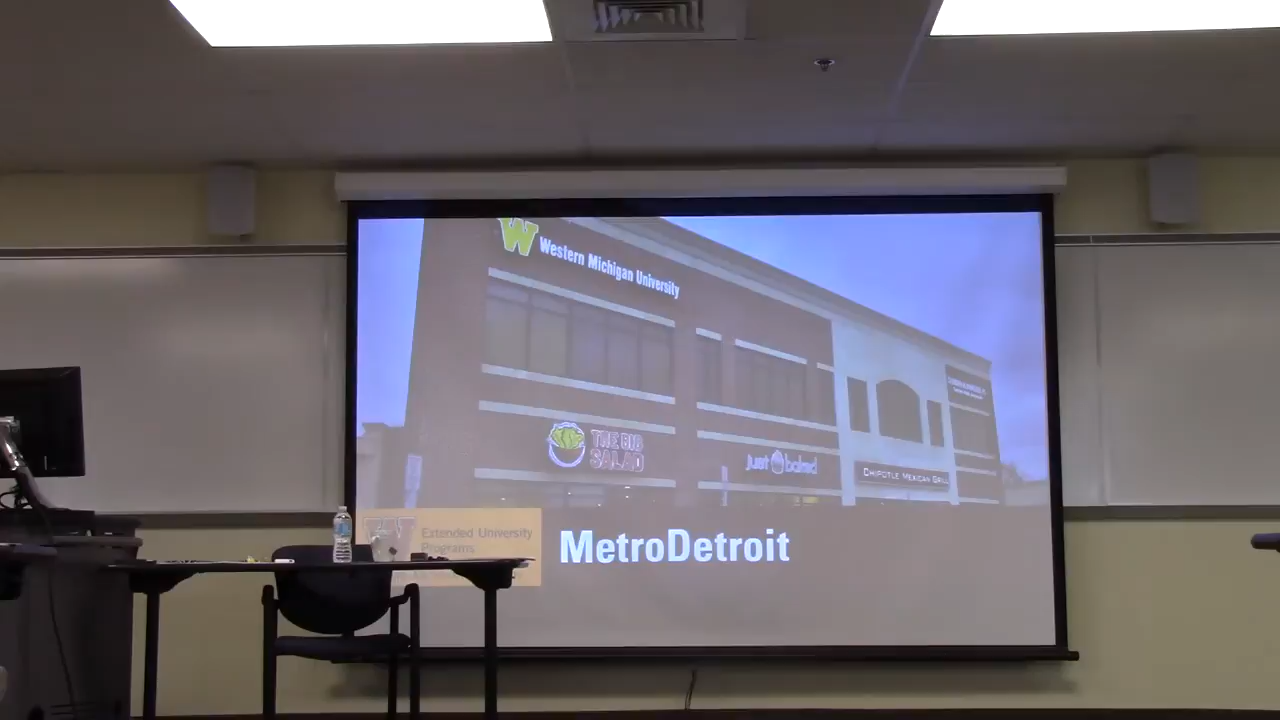 W
Western Michigan University
THE BIG
SALAD
just baked
CHIPOTLE MEXICAN GRILL
W
Extended University
Programs
MetroDetroit